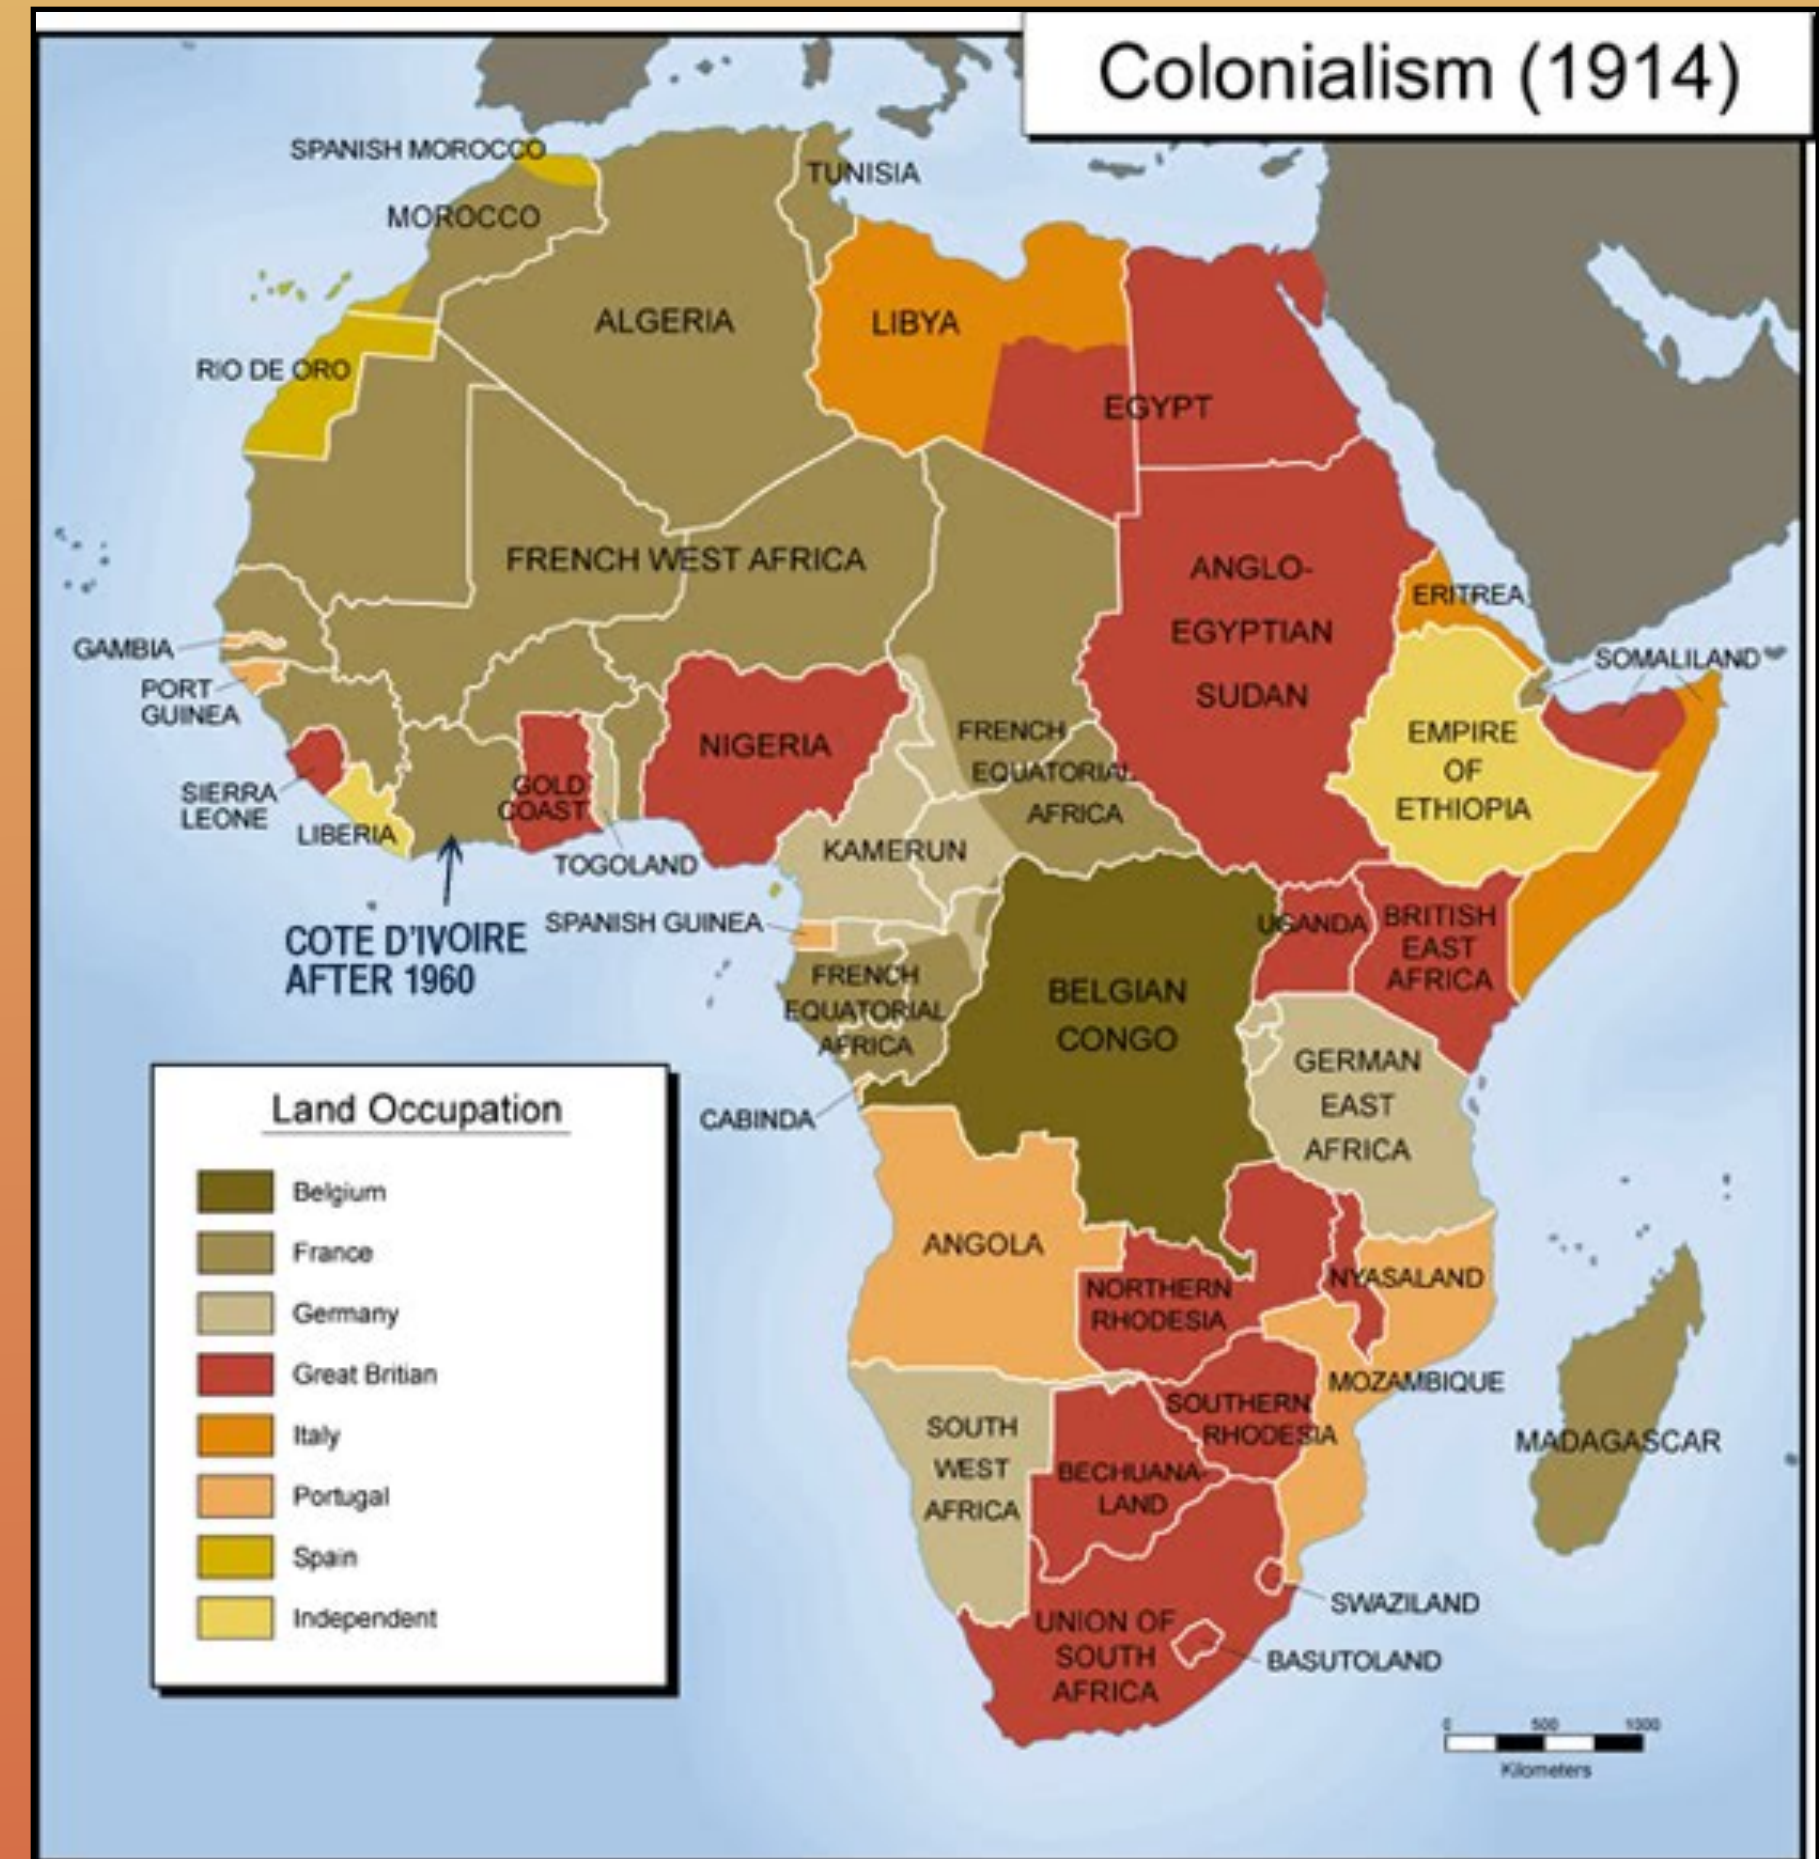 Colonialism (1914)
SPANISH MOROCCO
MOROCCO
TUNISIA
ALGERIA
LIBYA
RIO DE ORO
EGYPT
FRENCH WEST AFRICA
ANGLO-
EGYPTIAN
SUDAN
ERITREA
GAMBIA
SOMALILAND
PORT
GUINEA
NIGERIA
FRENCH
EQUATORIAL
AFRICA
EMPIRE
OF
ETHIOPIA
SIERRA
LEONE
GOLD
COAST
LIBERIA
KAMERUN
TOGOLAND
COTE D'IVOIRE
AFTER 1960
SPANISH GUINEA
UGANDA
BRITISH
EAST
AFRICA
FRENCH
EQUATORIAL
AFRICA
BELGIAN
CONGO
GERMAN
EAST
AFRICA
CABINDA
ANGOLA
NORTHERN
RHODESIA
NYASALAND
MOZAMBIQUE
SOUTHERN
RHODESIA
MADAGASCAR
SOUTH
WEST
AFRICA
BECHUANA-
LAND
SWAZILAND
UNION OF
SOUTH
AFRICA
BASUTOLAND
Land Occupation
Belgium
France
Germany
Great Britian
Italy
Portugal
Spain
Independent
0 500 1000
Kilometers